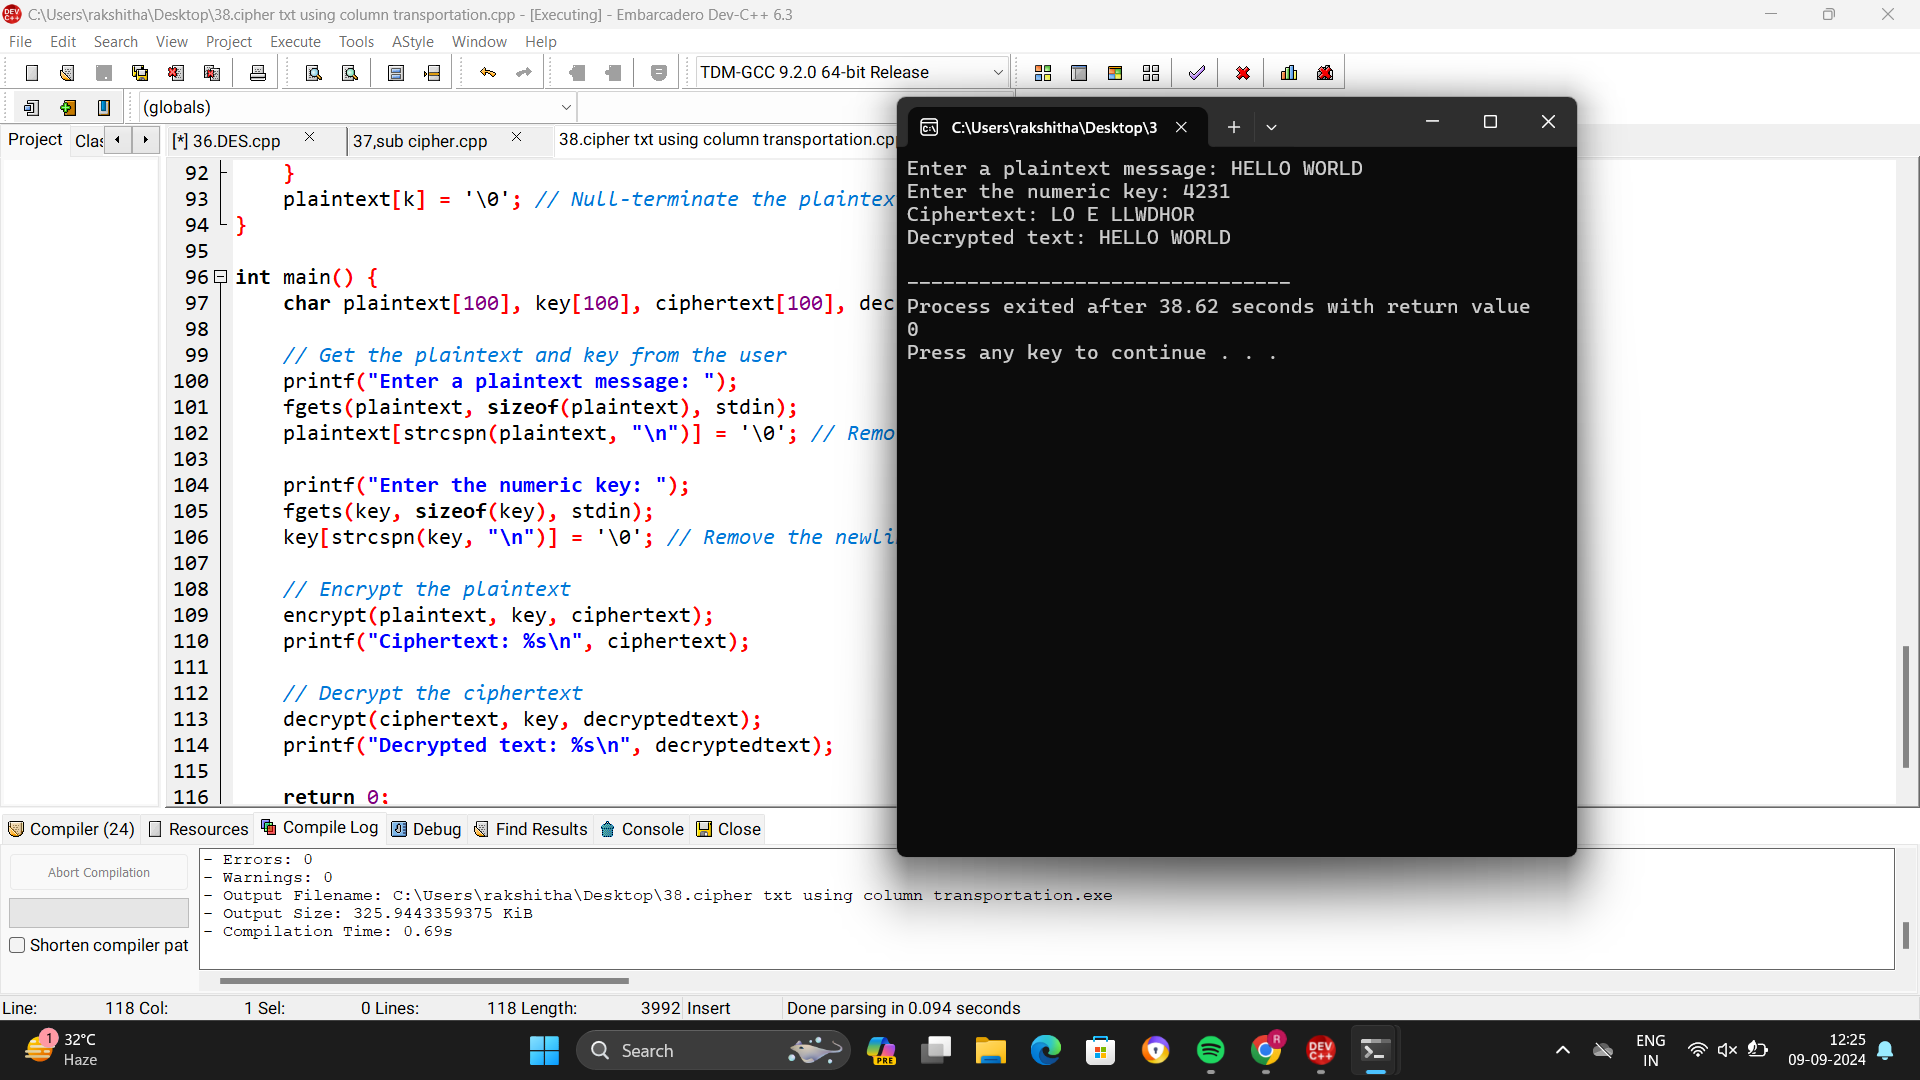 C:\Users\rakshitha\Desktop\38.cipher txt using column transportation.cpp - [Executing] - Embarcadero Dev-C++ 6.3
File Edit Search View Project Execute Tools AStyle Window Help
TDM-GCC 9.2.0 64-bit Release
(globals)
Project Clas [*] 36.DES.cpp 37,sub cipher.cpp 38.cipher txt using column transportation.cp
92 }
93 plaintext[k] = '\0'; // Null-terminate the plaintex
94 }
95
96 int main() {
97 char plaintext[100], key[100], ciphertext[100], dec
98
99 // Get the plaintext and key from the user
100 printf("Enter a plaintext message: ");
101 fgets(plaintext, sizeof(plaintext), stdin);
102 plaintext[strcspn(plaintext, "\n")] = '\0'; // Remo
103
104 printf("Enter the numeric key: ");
105 fgets(key, sizeof(key), stdin);
106 key[strcspn(key, "\n")] = '\0'; // Remove the newli
107
108 // Encrypt the plaintext
109 encrypt(plaintext, key, ciphertext);
110 printf("Ciphertext: %s\n", ciphertext);
111
112 // Decrypt the ciphertext
113 decrypt(ciphertext, key, decryptedtext);
114 printf("Decrypted text: %s\n", decryptedtext);
115
116 return 0;
C:\Users\rakshitha\Desktop\3
Enter a plaintext message: HELLO WORLD
Enter the numeric key: 4231
Ciphertext: LO E LLWDHOR
Decrypted text: HELLO WORLD
--------------------------------
Process exited after 38.62 seconds with return value
0
Press any key to continue . . .
Compiler (24) Resources Compile Log Debug Find Results Console Close
Abort Compilation
Shorten compiler pat
- Errors: 0
- Warnings: 0
- Output Filename: C:\Users\rakshitha\Desktop\38.cipher txt using column transportation.exe
- Output Size: 325.9443359375 KiB
- Compilation Time: 0.69s
Line: 118 Col: 1 Sel: 0 Lines: 118 Length: 3992 Insert Done parsing in 0.094 seconds
1 32°C
Haze
Search
PRE
R
DEV C++
ENG
IN
12:25
09-09-2024